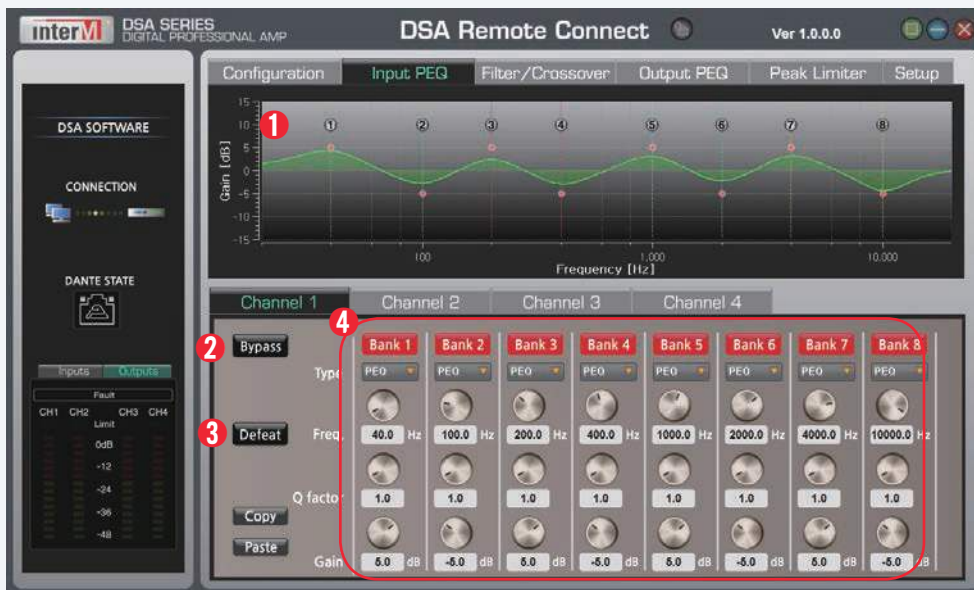 interM DSA SERIES DIGITAL PROFESSIONAL AMP
DSA Remote Connect
Ver 1.0.0.0
DSA SOFTWARE
CONNECTION
DANTE STATE
Inputs Outputs
Fault
CH1 CH2 CH3 CH4
Limit
0dB
-12
-24
-36
-48
Configuration Input PEQ Filter/Crossover Output PEQ Peak Limiter Setup
1
① ② ③ ④ ⑤ ⑥ ⑦ ⑧
Gain [dB]
15
10
5
0
-5
-10
-15
100 1,000 10,000
Frequency [Hz]
Channel 1 Channel 2 Channel 3 Channel 4
4
2 Bypass
Bank 1 Bank 2 Bank 3 Bank 4 Bank 5 Bank 6 Bank 7 Bank 8
Type PEQ PEQ PEQ PEQ PEQ PEQ PEQ PEQ
3 Defeat
Freq. 40.0 Hz 100.0 Hz 200.0 Hz 400.0 Hz 1000.0 Hz 2000.0 Hz 4000.0 Hz 10000.0 Hz
Q factor 1.0 1.0 1.0 1.0 1.0 1.0 1.0 1.0
Copy
Paste
Gain 5.0 dB -5.0 dB 5.0 dB -5.0 dB 5.0 dB -5.0 dB 5.0 dB -5.0 dB